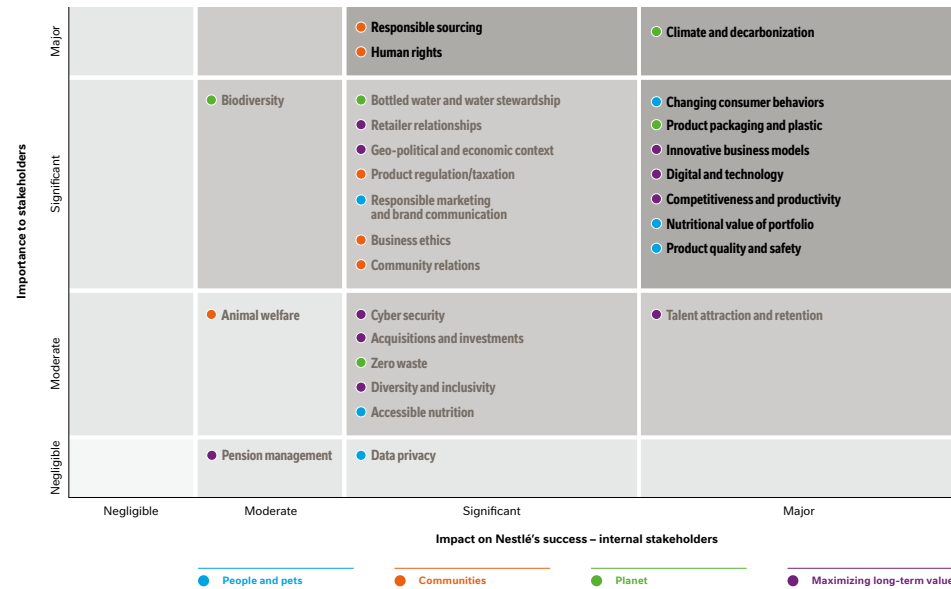 Importance to stakeholders
Major
Responsible sourcing
Human rights
Climate and decarbonization
Significant
Biodiversity
Bottled water and water stewardship
Retailer relationships
Geo-political and economic context
Product regulation/taxation
Responsible marketing
and brand communication
Business ethics
Community relations
Changing consumer behaviors
Product packaging and plastic
Innovative business models
Digital and technology
Competitiveness and productivity
Nutritional value of portfolio
Product quality and safety
Moderate
Animal welfare
Cyber security
Acquisitions and investments
Zero waste
Diversity and inclusivity
Accessible nutrition
Talent attraction and retention
Negligible
Pension management
Data privacy
Negligible
Moderate
Significant
Major
Impact on Nestlé's success – internal stakeholders
People and pets
Communities
Planet
Maximizing long-term value